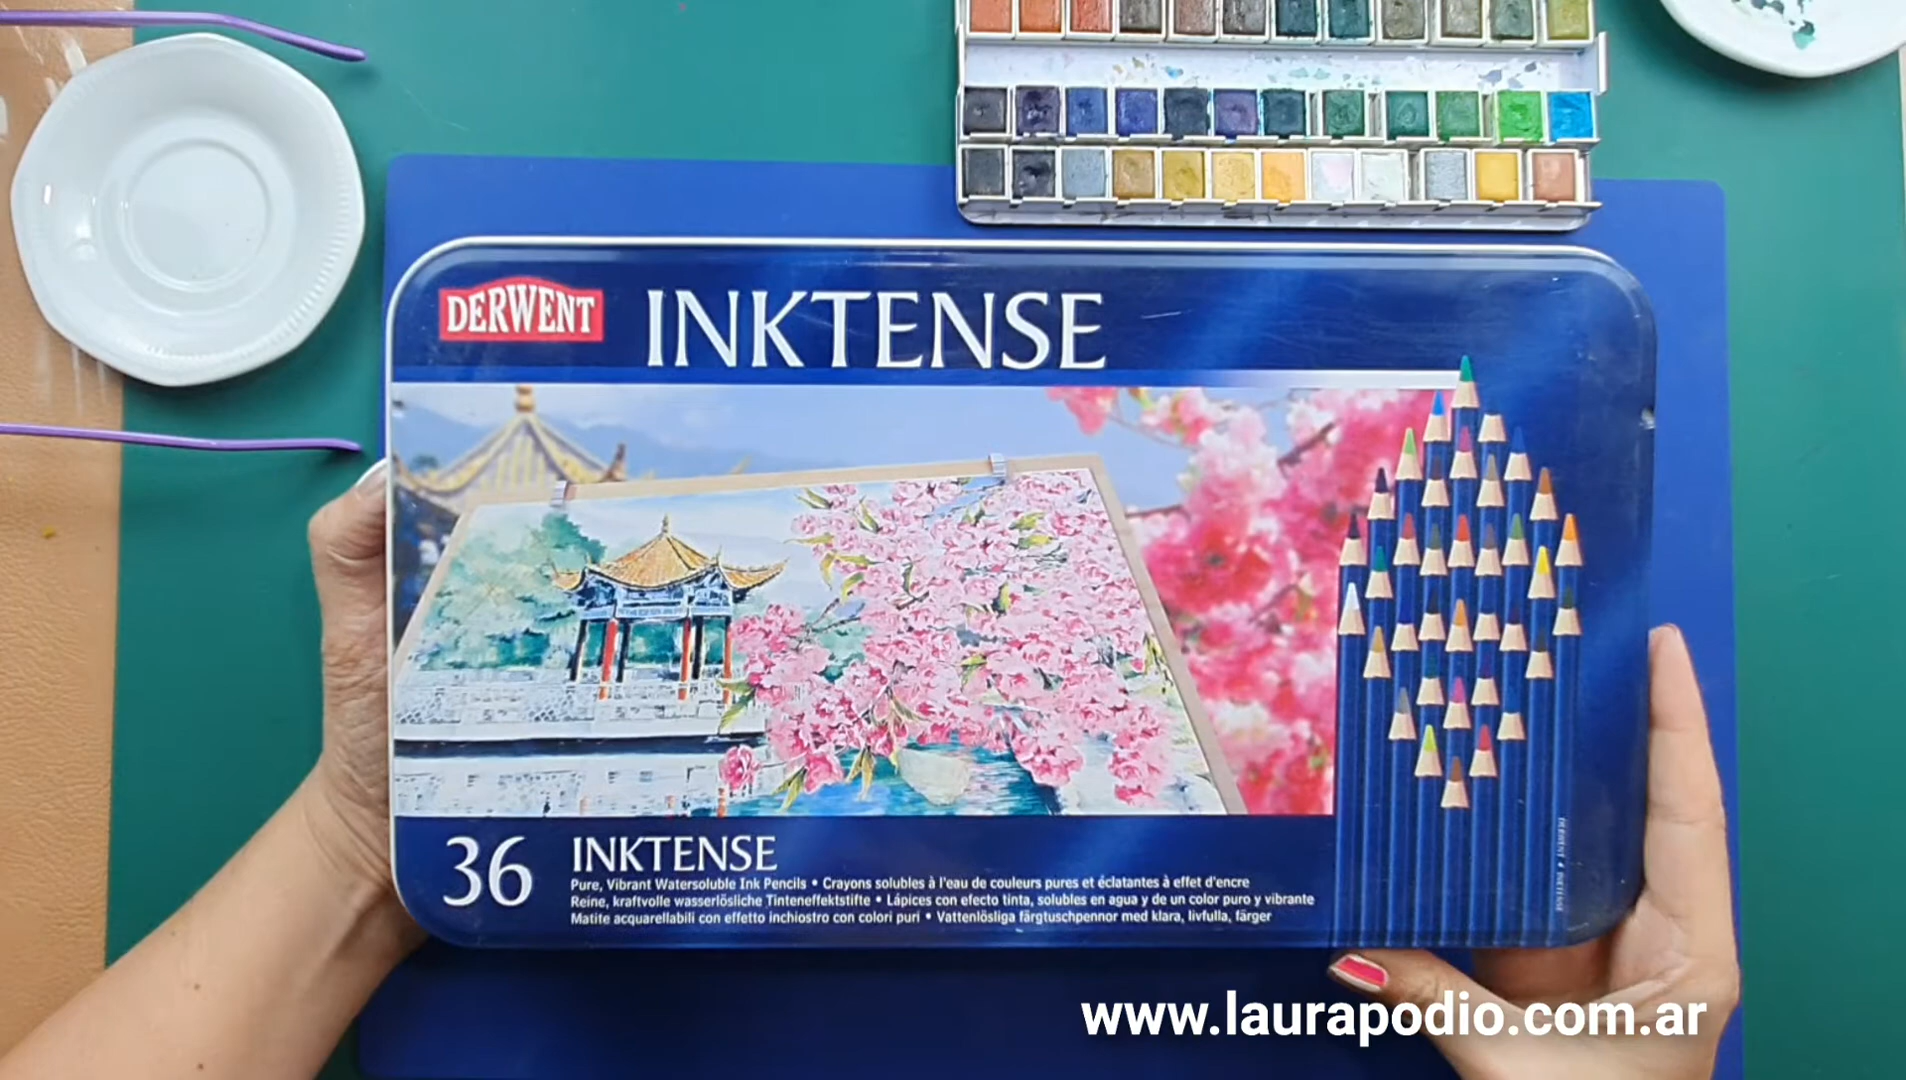 DERWENT
INKTENSE
36
INKTENSE
Pure, Vibrant Watersoluble Ink Pencils • Crayons solubles à l'eau de couleurs pures et éclatantes à effet d'encre
Reine, kraftvolle wasserlösliche Tinteneffektstifte • Lápices con efecto tinta, solubles en agua y de un color puro y vibrante
Matite acquarellabili con effetto inchiostro con colori puri • Vattenlösliga färgtuschpennor med klara, livfulla, färger
DERWENT • INKTENSE
www.laurapodio.com.ar